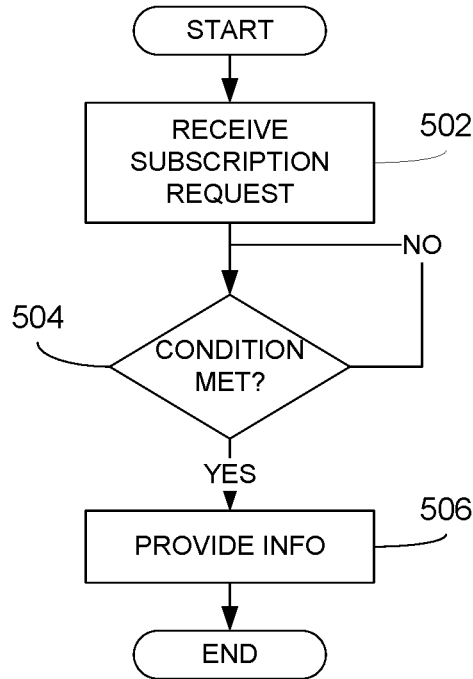 START
RECEIVE
SUBSCRIPTION
REQUEST
502
NO
504
CONDITION
MET?
YES
PROVIDE INFO
506
END